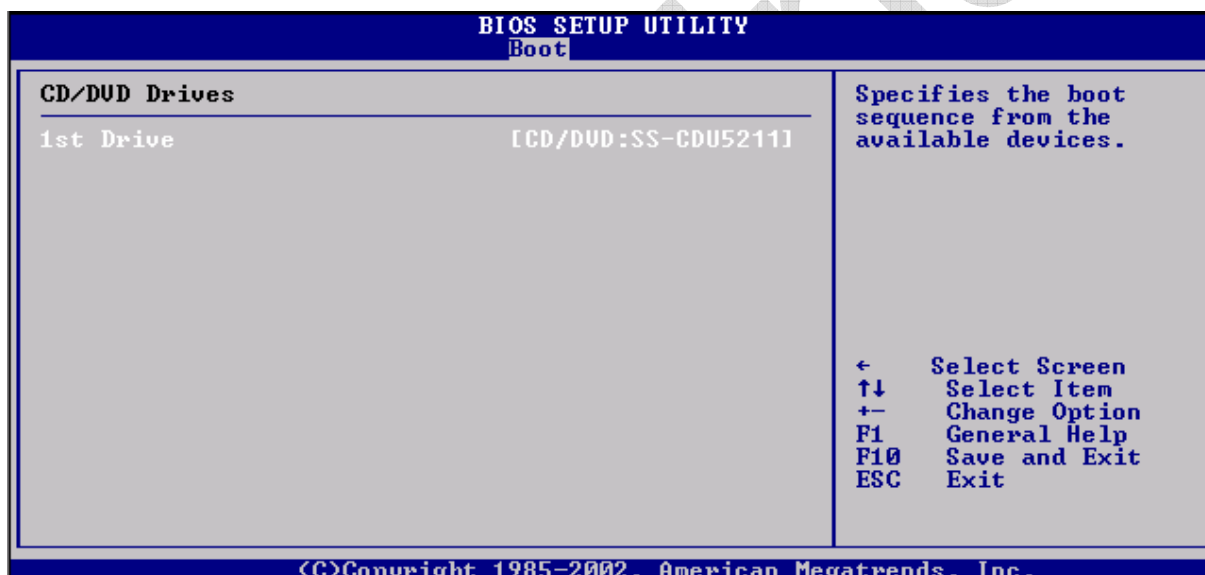 BIOS SETUP UTILITY
Boot
CD/DVD Drives
1st Drive [CD/DVD:SS-CDU5211]
Specifies the boot
sequence from the
available devices.
← Select Screen
↑↓ Select Item
+- Change Option
F1 General Help
F10 Save and Exit
ESC Exit
(C)Copyright 1985-2002, American Megatrends, Inc.